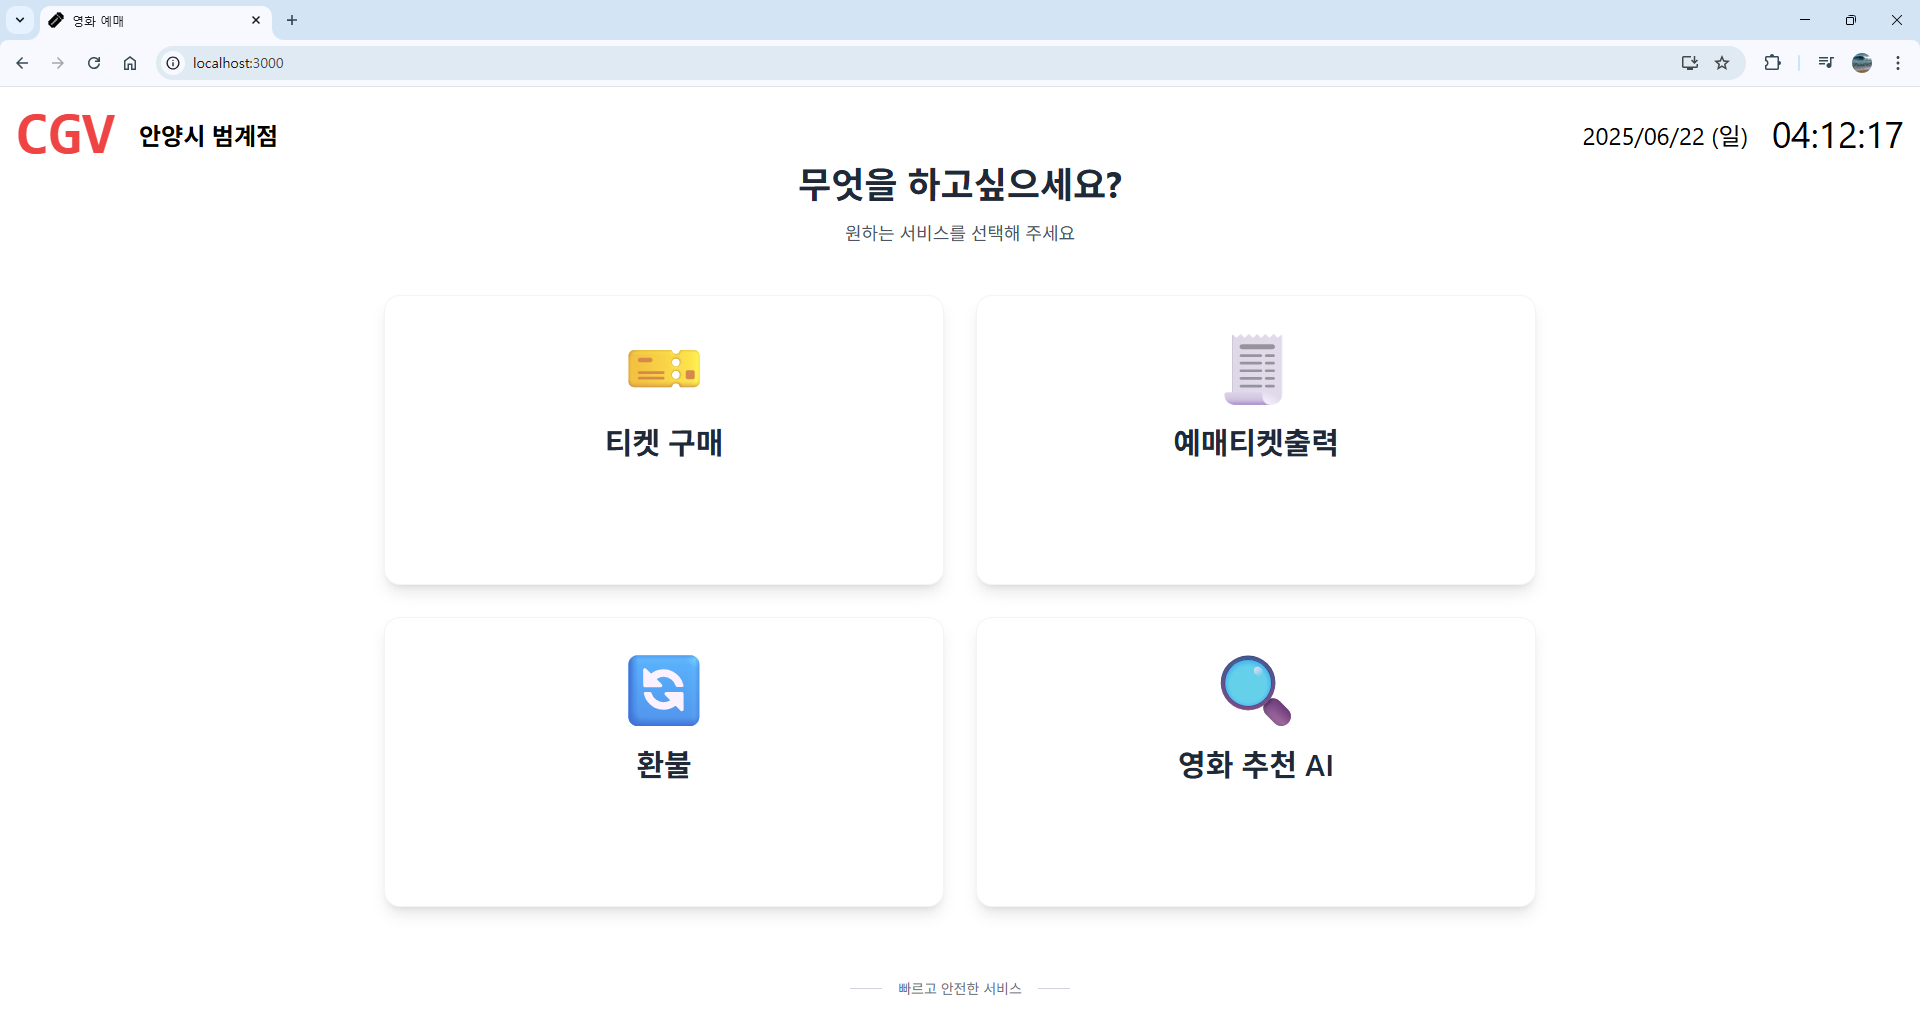 영화 예매
localhost:3000
CGV 안양시 범계점
2025/06/22 (일) 04:12:17
무엇을 하고싶으세요?
원하는 서비스를 선택해 주세요
티켓 구매
예매티켓출력
환불
영화 추천 AI
빠르고 안전한 서비스